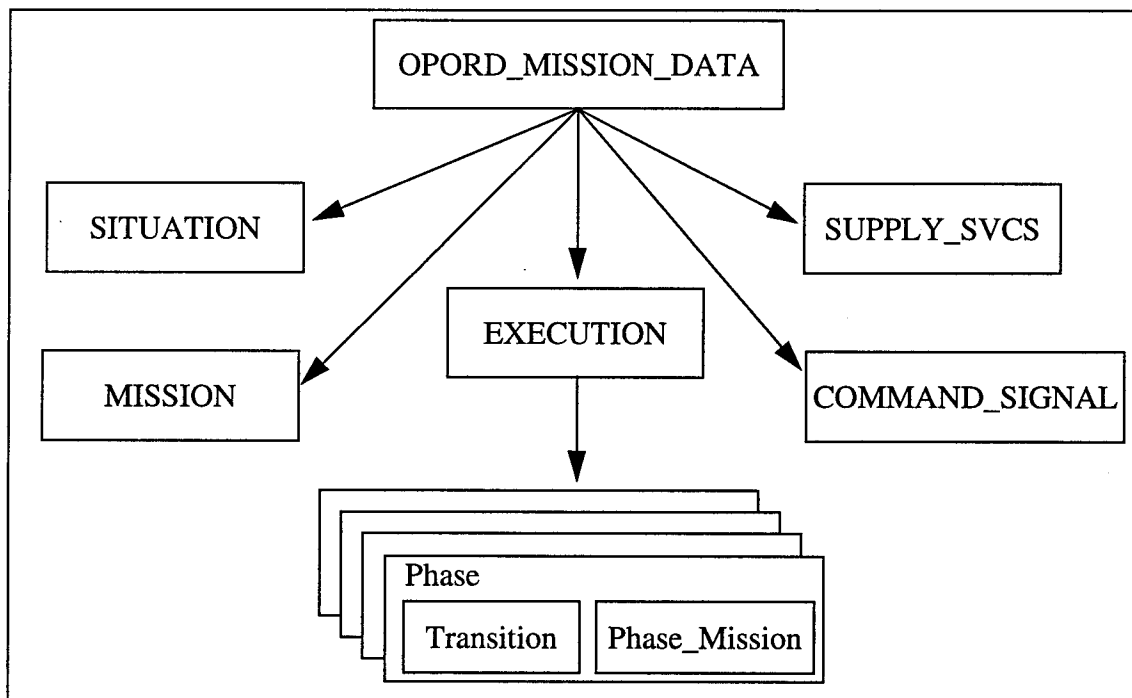 OPORD_MISSION_DATA
SITUATION
SUPPLY_SVCS
EXECUTION
MISSION
COMMAND_SIGNAL
Phase
Transition
Phase_Mission